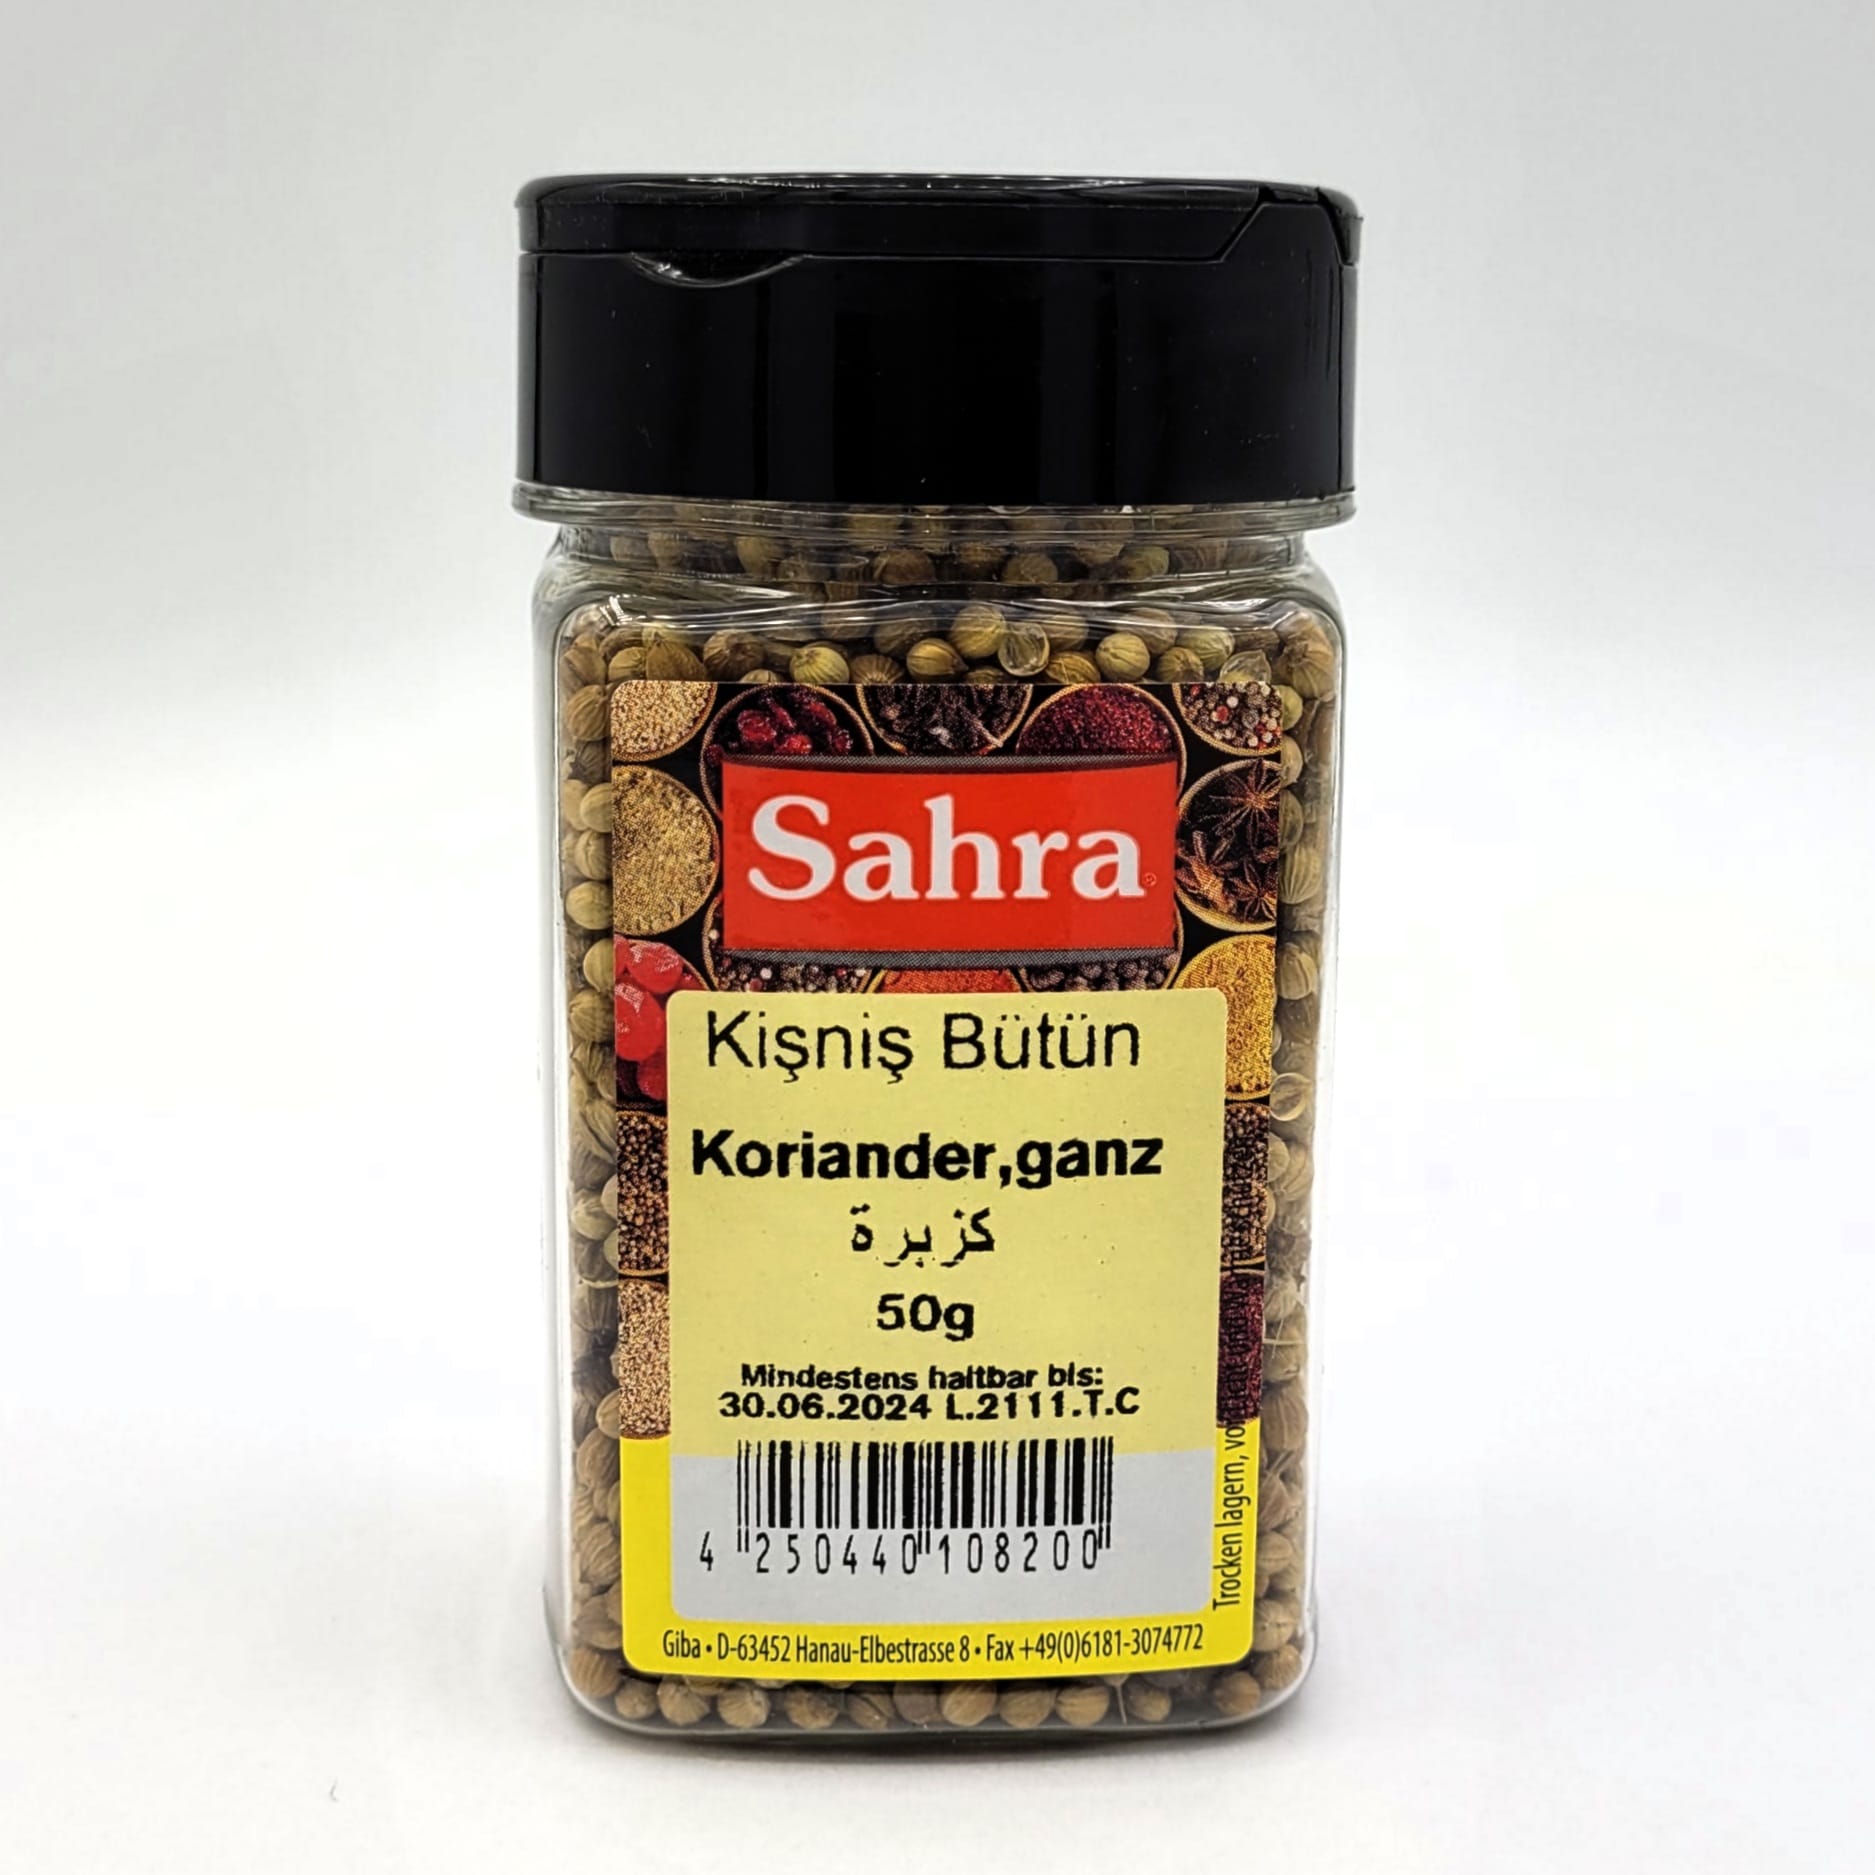 Sahra
Kişniş Bütün
Koriander,ganz
كزبرة
50g
Mindestens haltbar bis:
30.06.2024 L.2111.T.C
4 250440 108200
Trocken lagern, vor
Giba • D-63452 Hanau-Elbestrasse 8 • Fax +49(0)6181-3074772